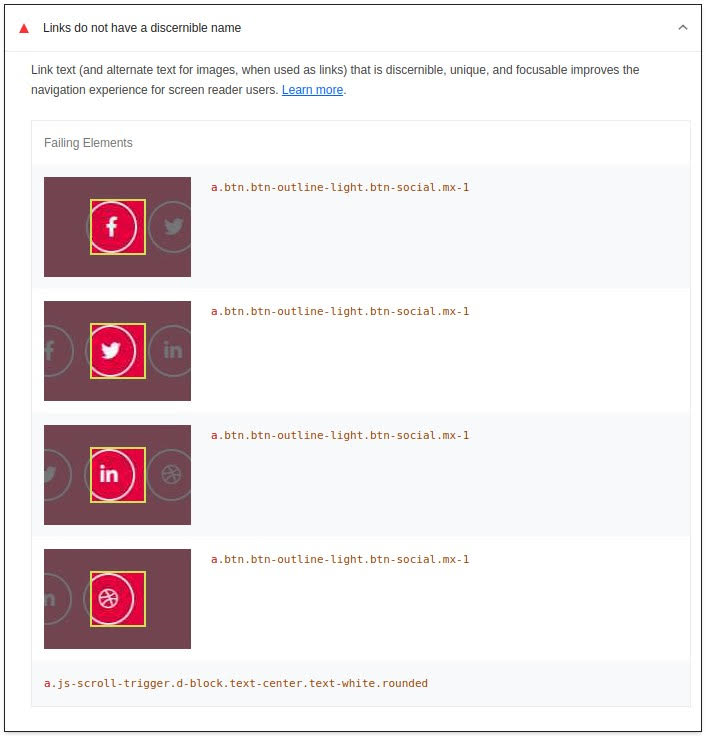 Links do not have a discernible name
Link text (and alternate text for images, when used as links) that is discernible, unique, and focusable improves the
navigation experience for screen reader users. Learn more.
Failing Elements
a.btn.btn-outline-light.btn-social.mx-1
a.btn.btn-outline-light.btn-social.mx-1
a.btn.btn-outline-light.btn-social.mx-1
a.btn.btn-outline-light.btn-social.mx-1
a.js-scroll-trigger.d-block.text-center.text-white.rounded